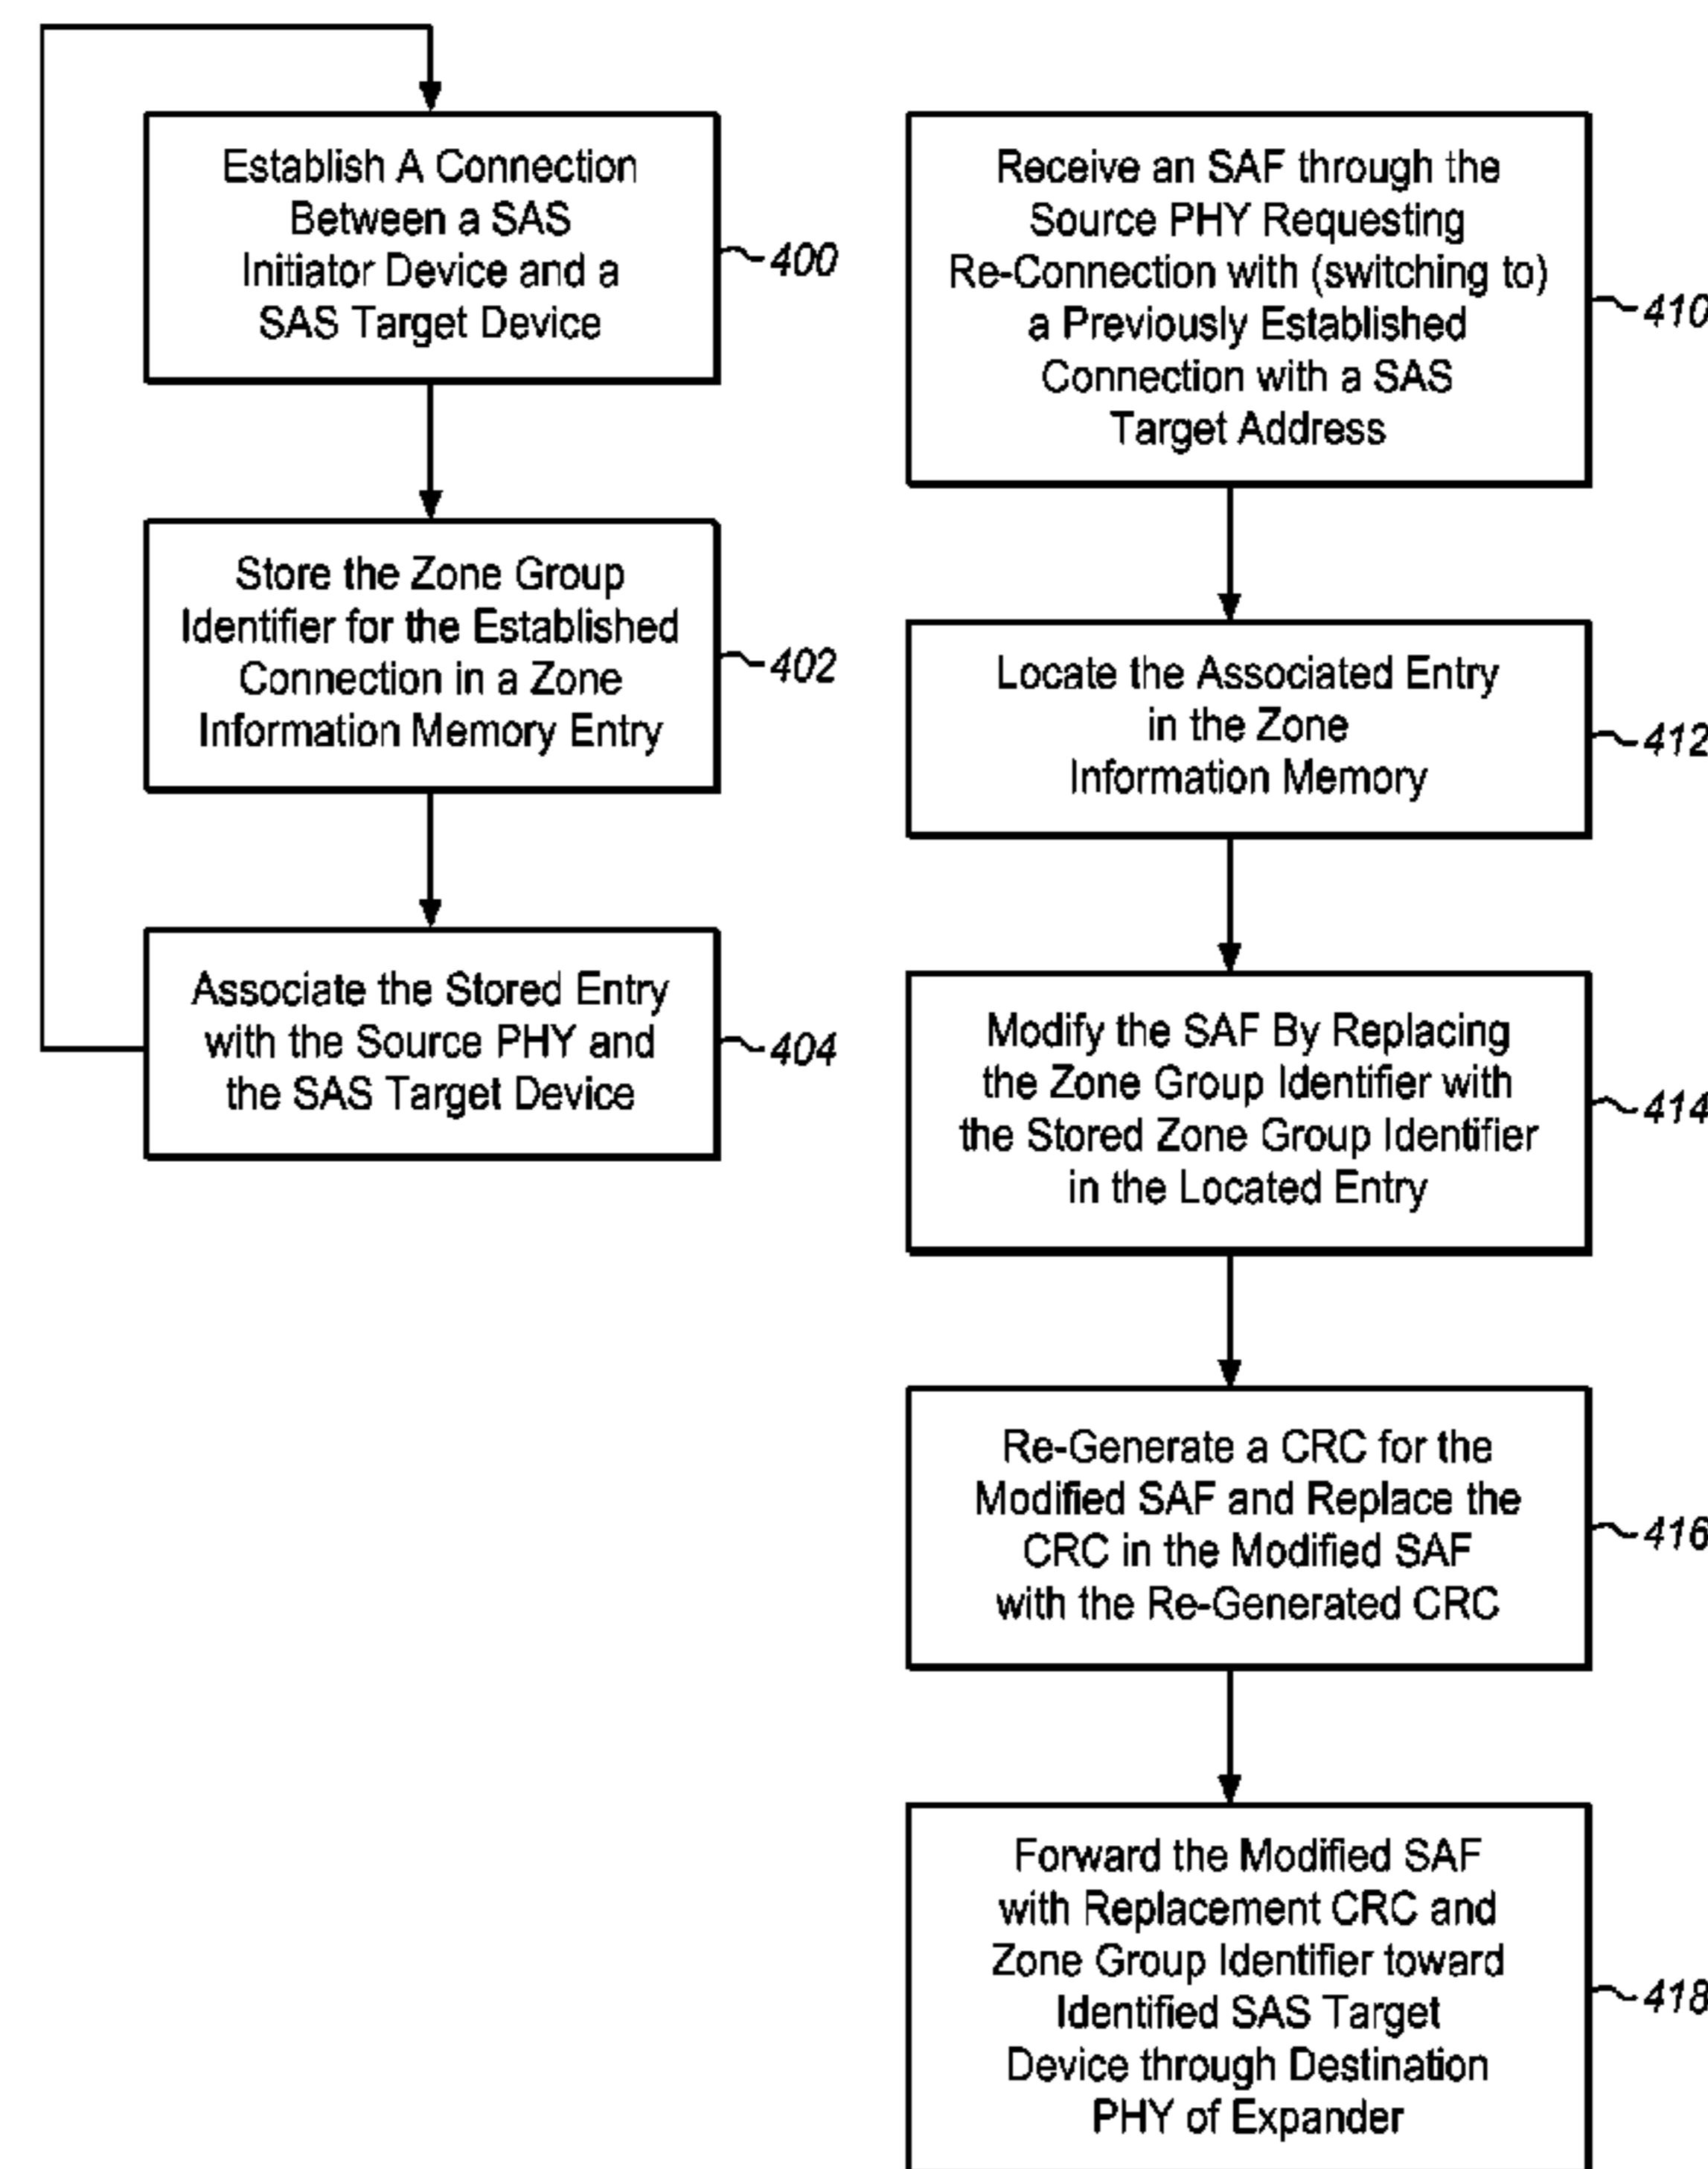 Establish A Connection
Between a SAS
Initiator Device and a
SAS Target Device
400
Store the Zone Group
Identifier for the Established
Connection in a Zone
Information Memory Entry
402
Associate the Stored Entry
with the Source PHY and
the SAS Target Device
404
Receive an SAF through the
Source PHY Requesting
Re-Connection with (switching to)
a Previously Established
Connection with a SAS
Target Address
410
Locate the Associated Entry
in the Zone
Information Memory
412
Modify the SAF By Replacing
the Zone Group Identifier with
the Stored Zone Group Identifier
in the Located Entry
414
Re-Generate a CRC for the
Modified SAF and Replace the
CRC in the Modified SAF
with the Re-Generated CRC
416
Forward the Modified SAF
with Replacement CRC and
Zone Group Identifier toward
Identified SAS Target
Device through Destination
PHY of Expander
418